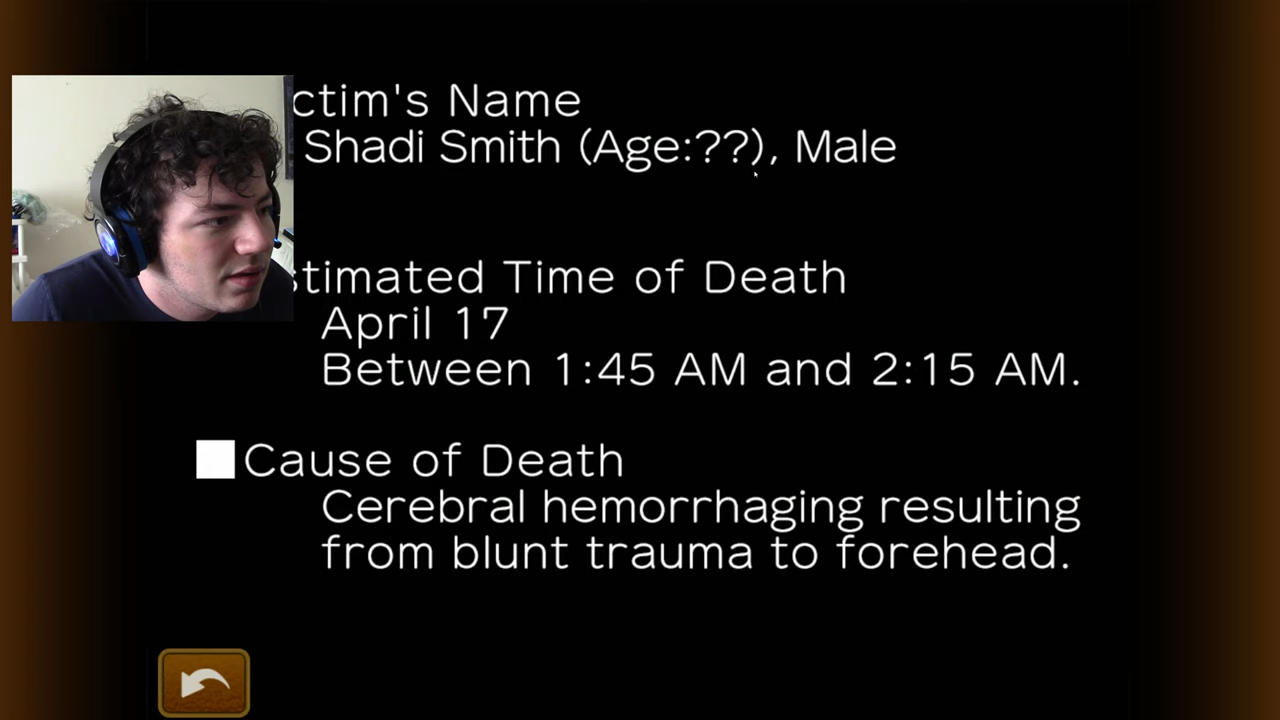 ctim's Name
Shadi Smith (Age:??), Male
stimated Time of Death
April 17
Between 1:45 AM and 2:15 AM.
Cause of Death
Cerebral hemorrhaging resulting
from blunt trauma to forehead.